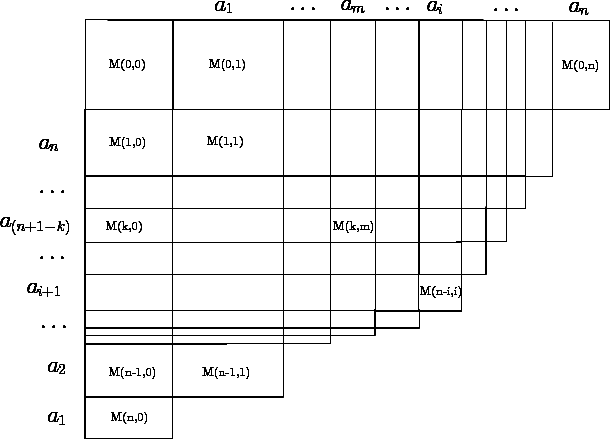 a_1 ... a_m ... a_i ... a_n
M(0,0) M(0,1) M(0,n)
a_n M(1,0) M(1,1)
...
a_(n+1−k) M(k,0) M(k,m)
...
a_{i+1} M(n-i,i)
...
a_2 M(n-1,0) M(n-1,1)
a_1 M(n,0)